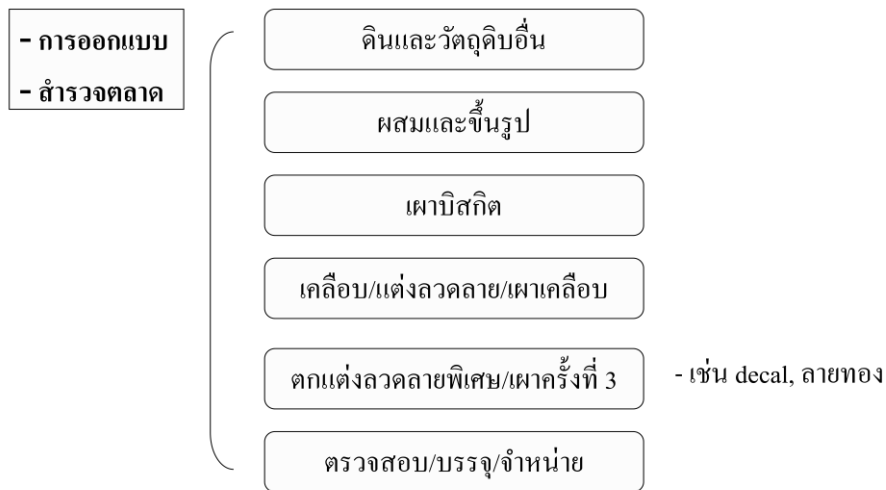 - การออกแบบ
- สำรวจตลาด
ดินและวัตถุดิบอื่น
ผสมและขึ้นรูป
เผาบิสกิต
เคลือบ/แต่งลวดลาย/เผาเคลือบ
ตกแต่งลวดลายพิเศษ/เผาครั้งที่ 3
- เช่น decal, ลายทอง
ตรวจสอบ/บรรจุ/จำหน่าย